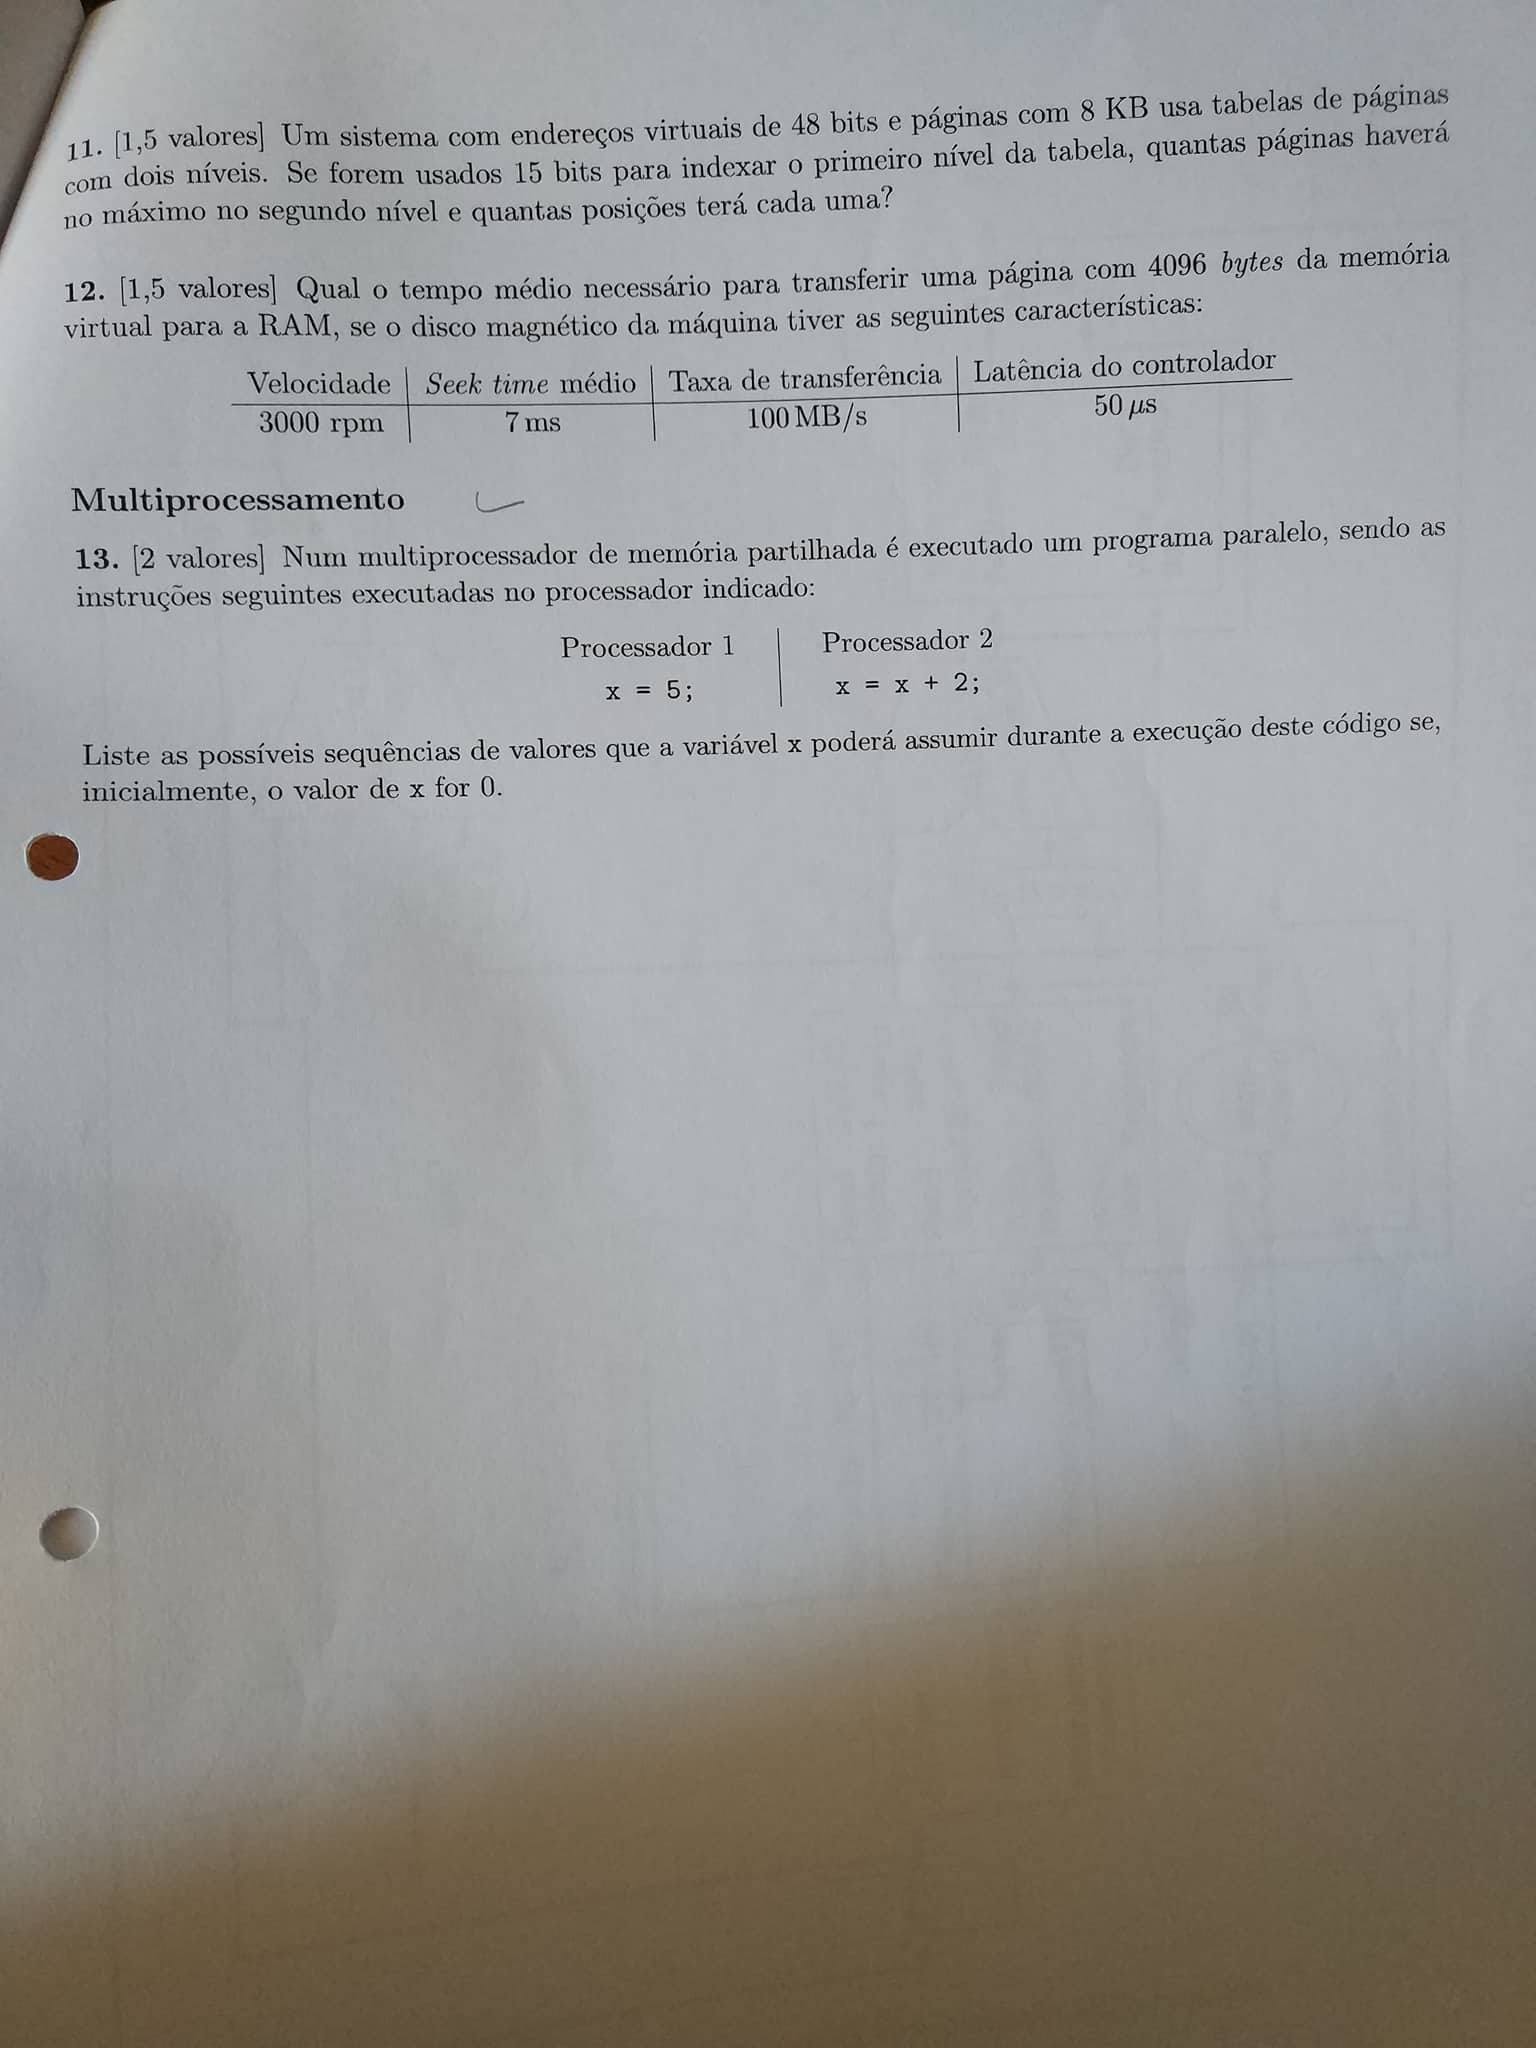 11. [1,5 valores] Um sistema com endereços virtuais de 48 bits e páginas com 8 KB usa tabelas de páginas
com dois níveis. Se forem usados 15 bits para indexar o primeiro nível da tabela, quantas páginas haverá
no máximo no segundo nível e quantas posições terá cada uma?
12. [1,5 valores] Qual o tempo médio necessário para transferir uma página com 4096 bytes da memória
virtual para a RAM, se o disco magnético da máquina tiver as seguintes características:
Velocidade Seek time médio Taxa de transferência Latência do controlador
3000 rpm 7 ms 100 MB/s 50 μs
Multiprocessamento
13. [2 valores] Num multiprocessador de memória partilhada é executado um programa paralelo, sendo as
instruções seguintes executadas no processador indicado:
Processador 1 Processador 2
x = 5; x = x + 2;
Liste as possíveis sequências de valores que a variável x poderá assumir durante a execução deste código se,
inicialmente, o valor de x for 0.